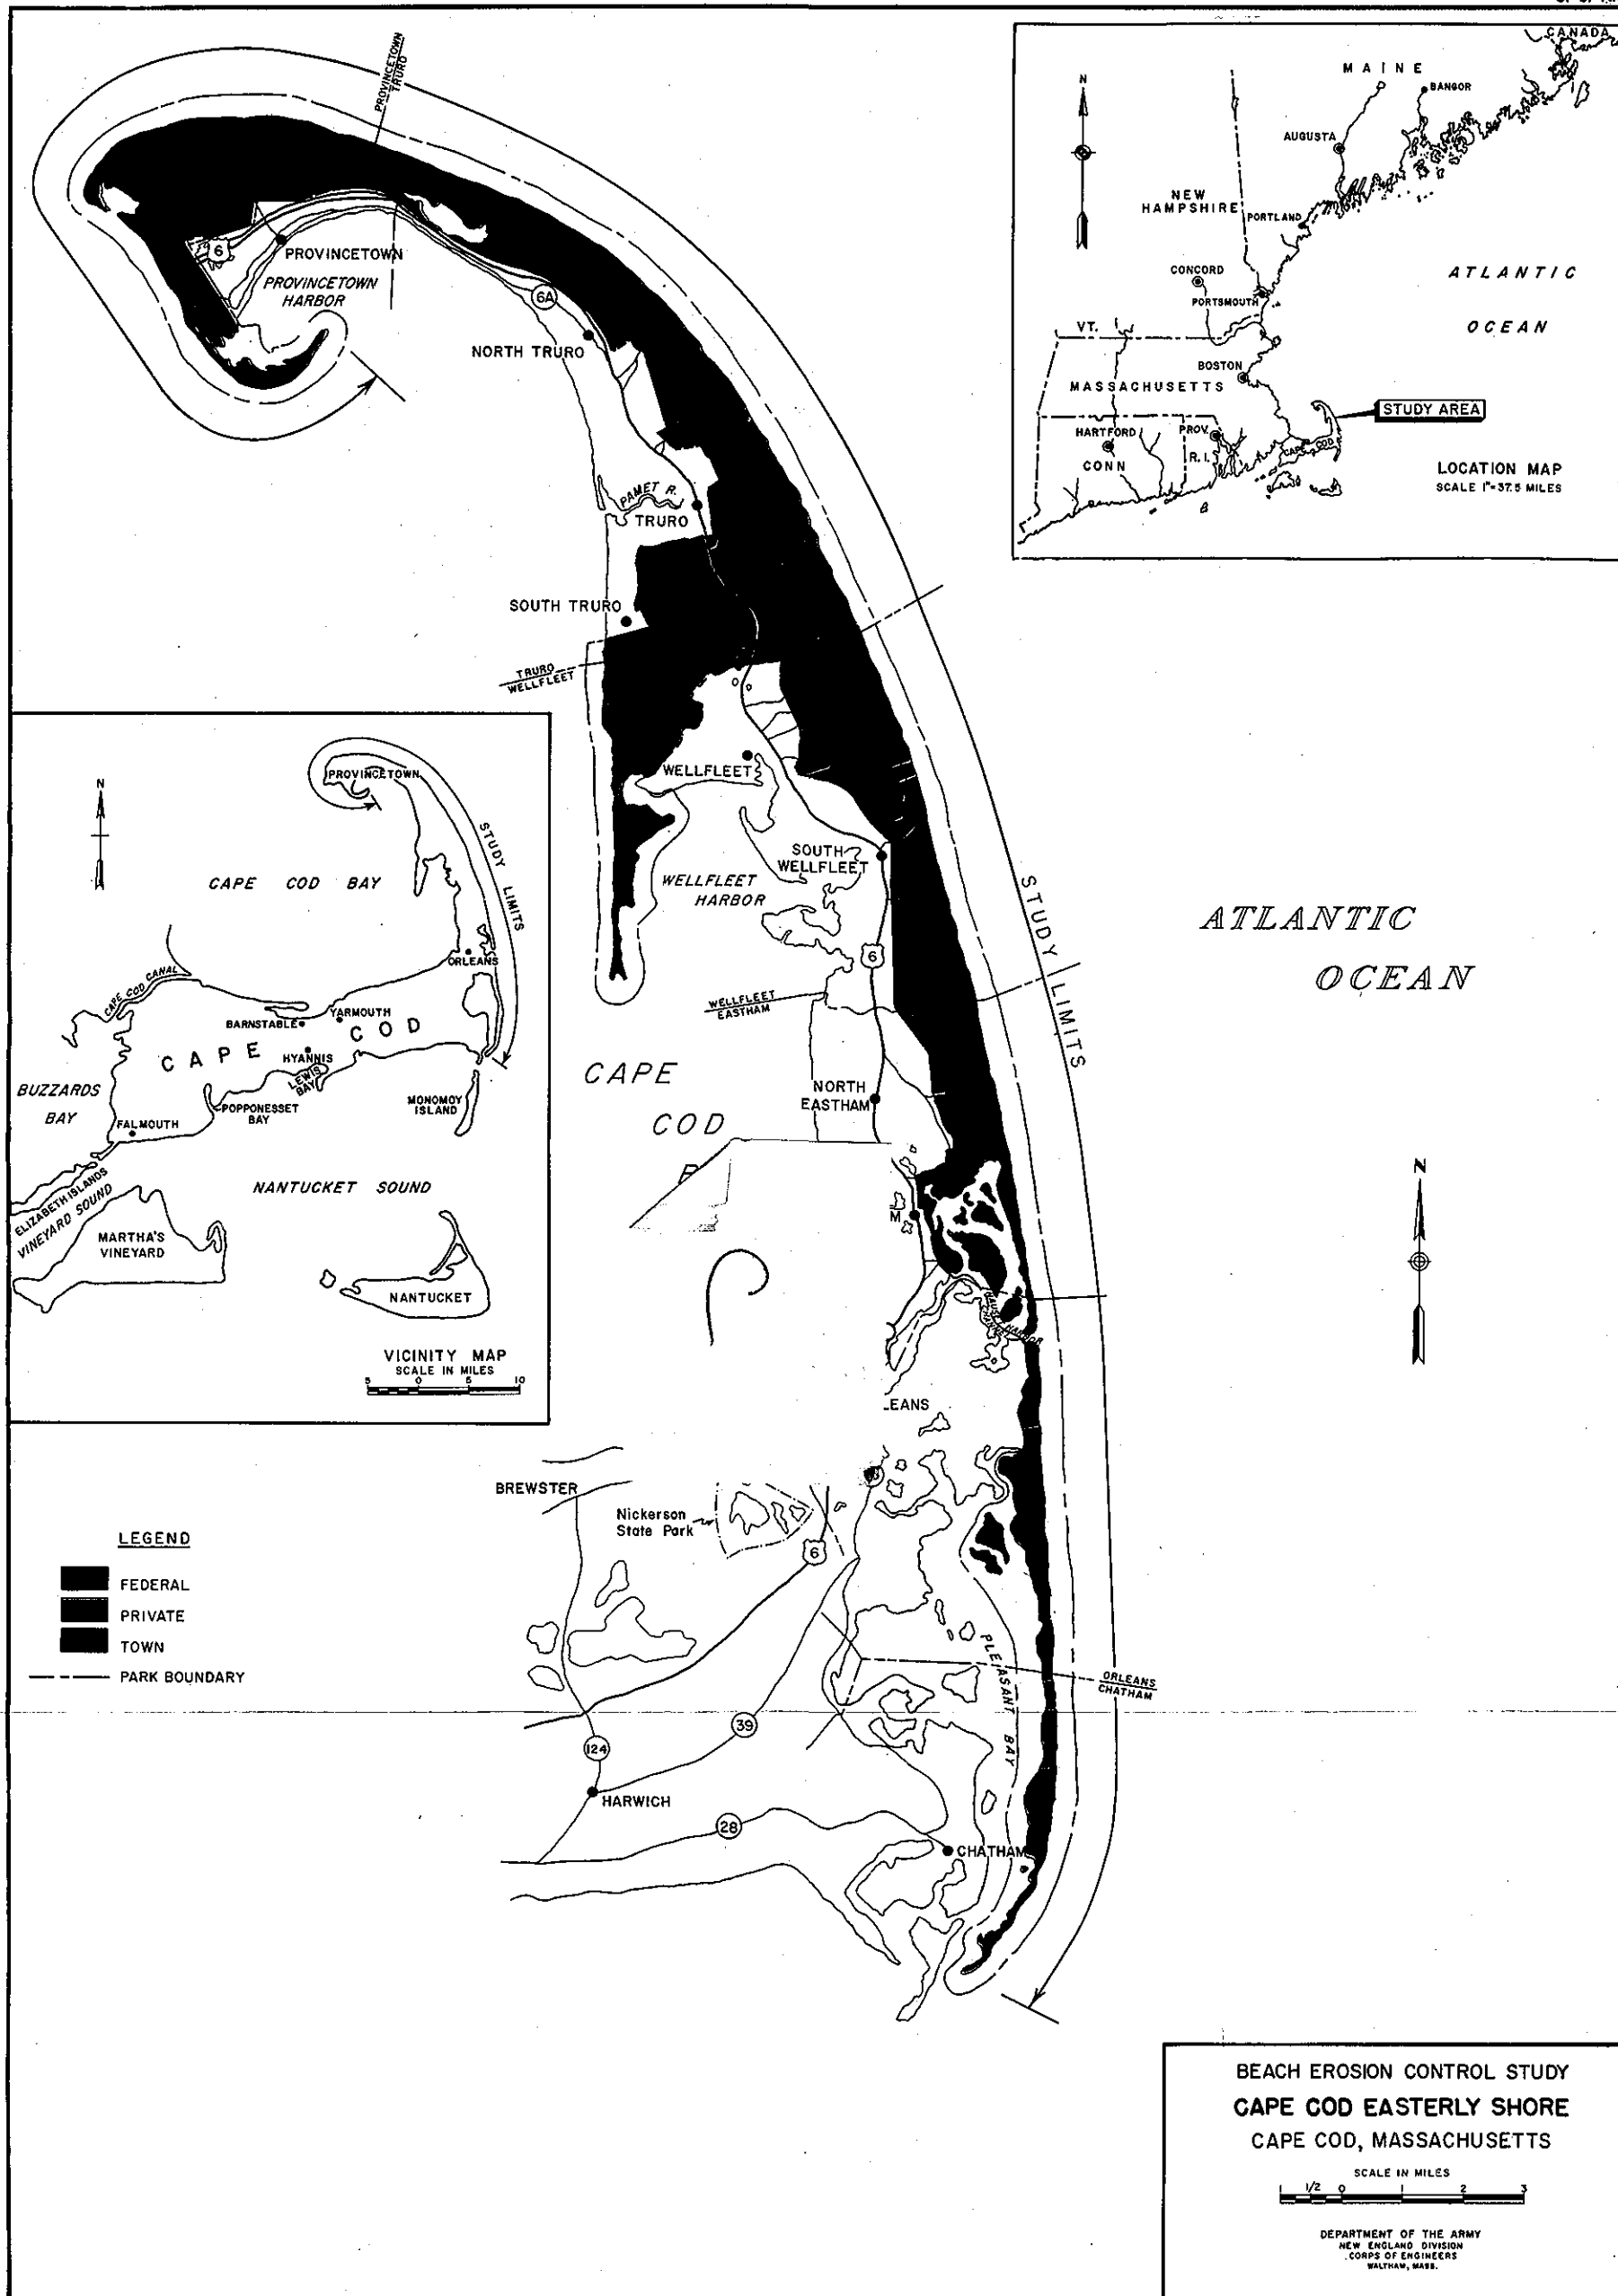 PROVINCETOWN
TRURO
6
PROVINCETOWN
PROVINCETOWN
HARBOR
6A
NORTH TRURO
PAMET R.
TRURO
SOUTH TRURO
TRURO
WELLFLEET
WELLFLEET
SOUTH
WELLFLEET
WELLFLEET
HARBOR
6
WELLFLEET
EASTHAM
STUDY LIMITS
CAPE
COD
NORTH
EASTHAM
M
ATLANTIC
OCEAN
N
EANS
BREWSTER
Nickerson
State Park
6
PLEASANT BAY
ORLEANS
CHATHAM
39
124
HARWICH
28
CHATHAM
CANADA
MAINE
BANGOR
N
AUGUSTA
NEW
HAMPSHIRE
PORTLAND
CONCORD
ATLANTIC
OCEAN
PORTSMOUTH
VT.
BOSTON
MASSACHUSETTS
STUDY AREA
HARTFORD
PROV.
R.I.
CAPE COD
CONN
LOCATION MAP
SCALE 1"=37.5 MILES
PROVINCETOWN
N
STUDY LIMITS
CAPE COD BAY
ORLEANS
CAPE COD CANAL
YARMOUTH
BARNSTABLE
CAPE COD
HYANNIS
LEWIS
BAY
BUZZARDS
BAY
POPPONESSET
BAY
MONOMOY
ISLAND
FALMOUTH
ELIZABETH ISLANDS
VINEYARD SOUND
NANTUCKET SOUND
MARTHA'S
VINEYARD
NANTUCKET
VICINITY MAP
SCALE IN MILES
5 0 5 10
LEGEND
FEDERAL
PRIVATE
TOWN
PARK BOUNDARY
BEACH EROSION CONTROL STUDY
CAPE COD EASTERLY SHORE
CAPE COD, MASSACHUSETTS
SCALE IN MILES
1 1/2 0 1 2 3
DEPARTMENT OF THE ARMY
NEW ENGLAND DIVISION
CORPS OF ENGINEERS
WALTHAM, MASS.